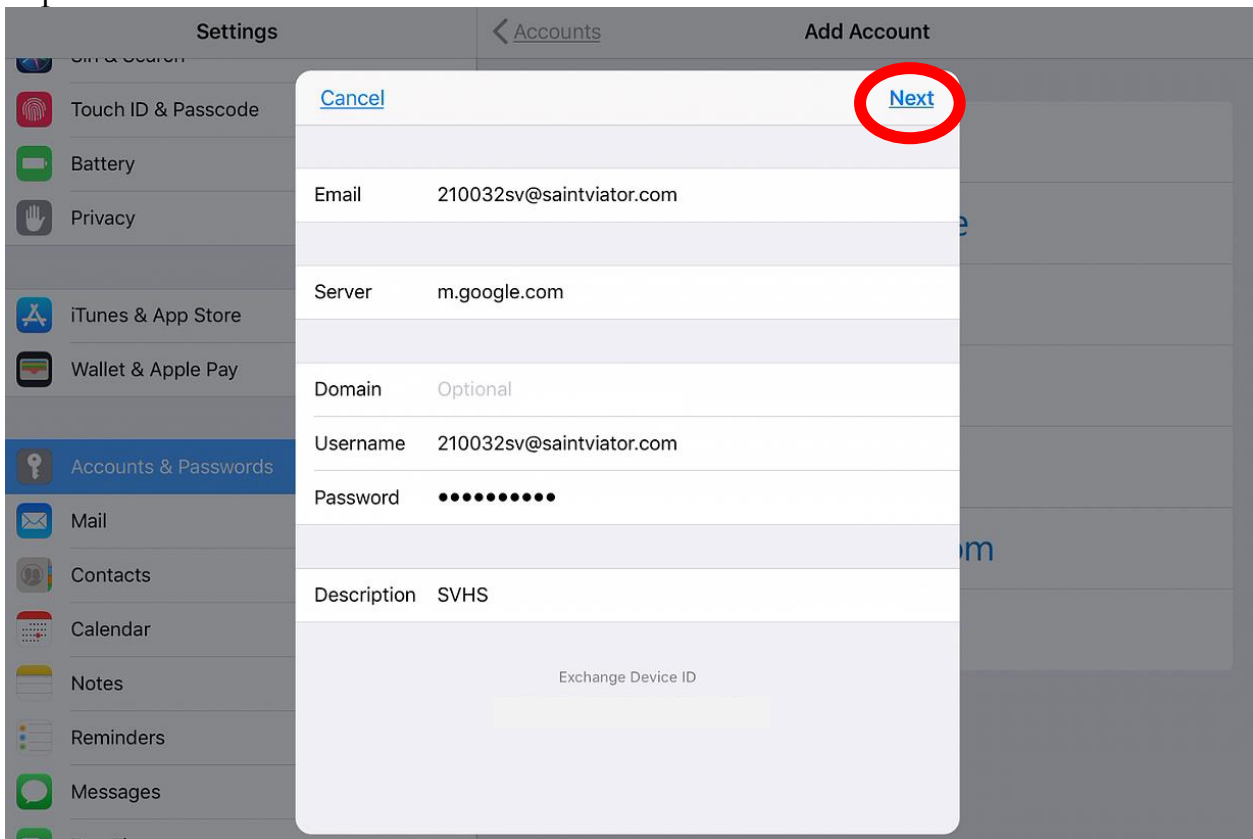 Settings
Accounts
Add Account
Touch ID & Passcode
Battery
Privacy
iTunes & App Store
Wallet & Apple Pay
Accounts & Passwords
Mail
Contacts
Calendar
Notes
Reminders
Messages
Cancel
Next
Email 210032sv@saintviator.com
Server m.google.com
Domain Optional
Username 210032sv@saintviator.com
Password ●●●●●●●●●●
Description SVHS
Exchange Device ID